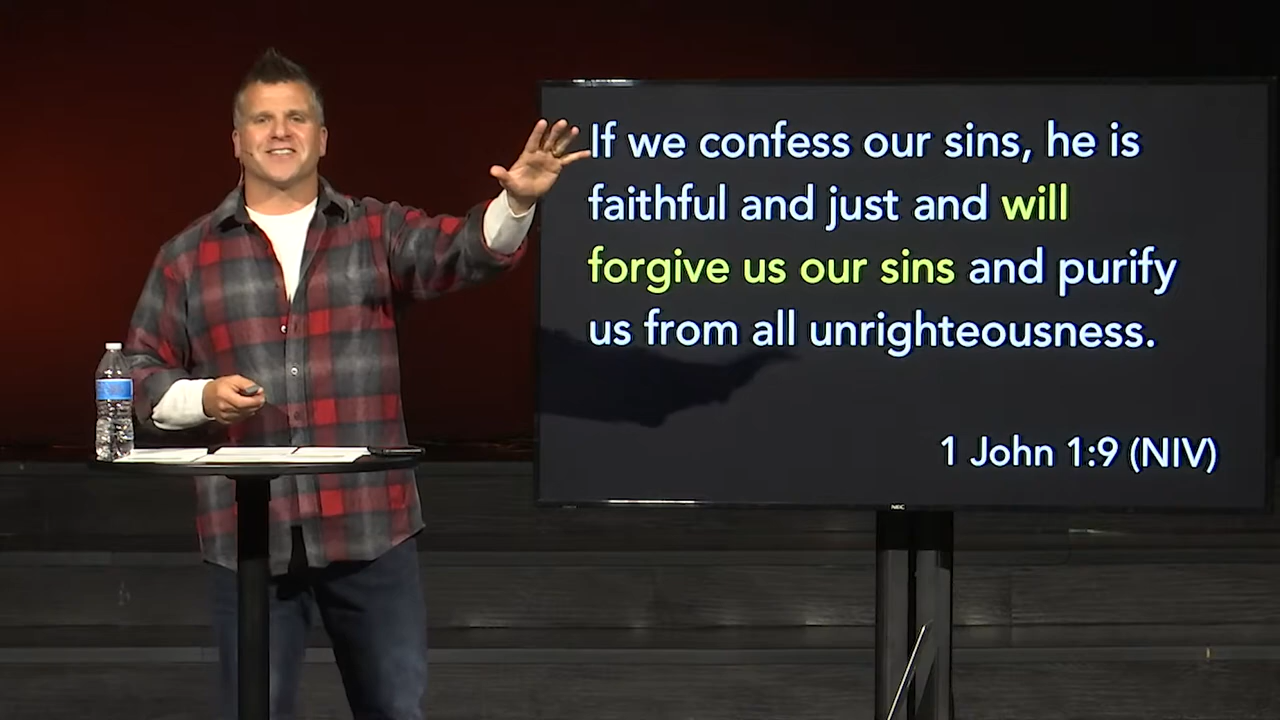 If we confess our sins, he is
faithful and just and will
forgive us our sins and purify
us from all unrighteousness.
1 John 1:9 (NIV)
NEC